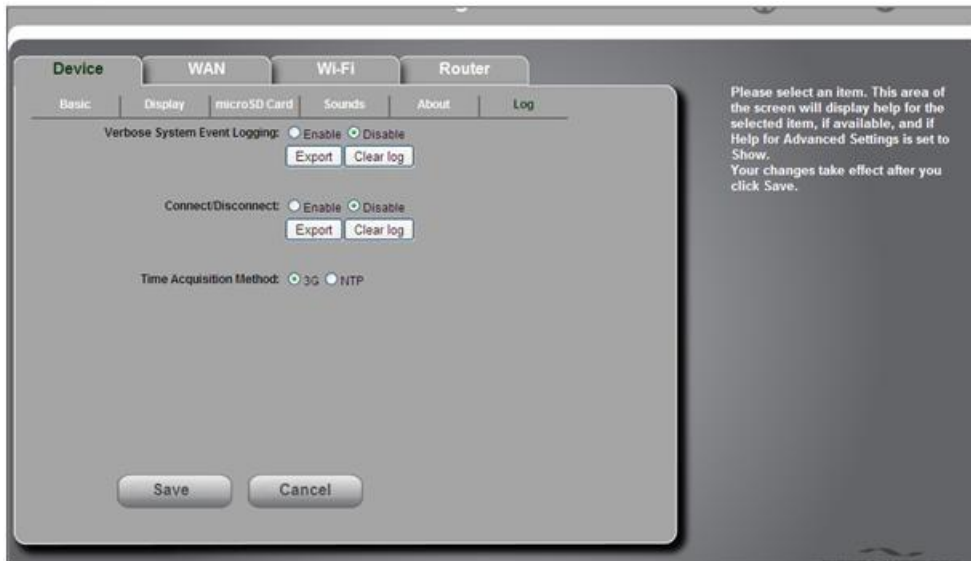 Device WAN Wi-Fi Router
Basic Display microSD Card Sounds About Log
Verbose System Event Logging: Enable Disable
Export Clear log
Connect/Disconnect: Enable Disable
Export Clear log
Time Acquisition Method: 3G NTP
Save Cancel
Please select an item. This area of
the screen will display help for the
selected item, if available, and if
Help for Advanced Settings is set to
Show.
Your changes take effect after you
click Save.